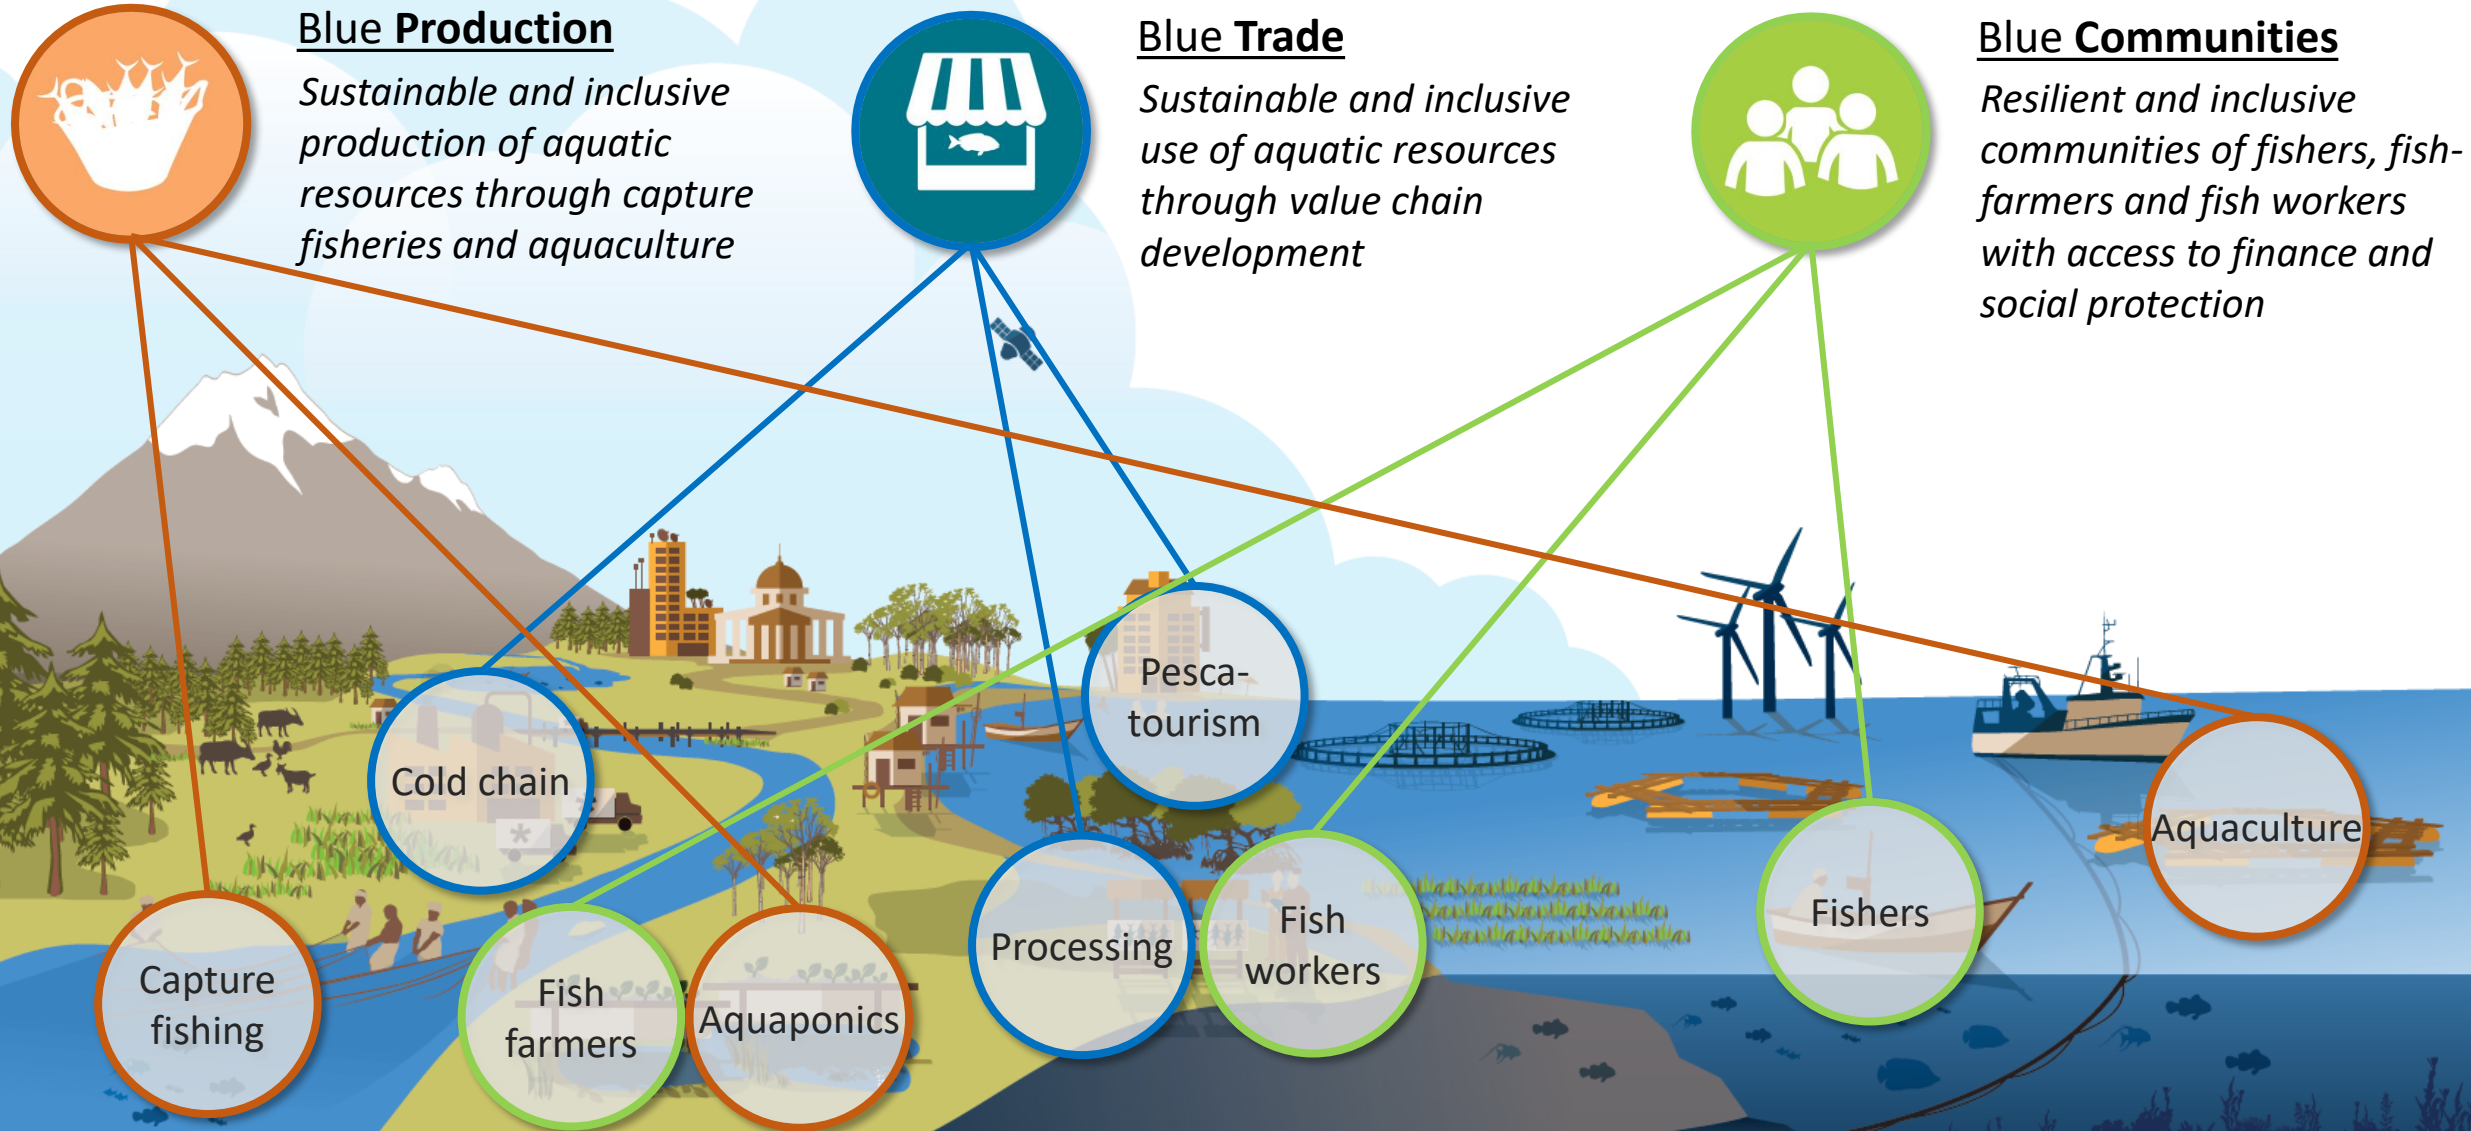 Blue Production
Sustainable and inclusive
production of aquatic
resources through capture
fisheries and aquaculture
Blue Trade
Sustainable and inclusive
use of aquatic resources
through value chain
development
Blue Communities
Resilient and inclusive
communities of fishers, fish-
farmers and fish workers
with access to finance and
social protection
Pesca-
tourism
Cold chain
Aquaculture
Capture
fishing
Fish
farmers
Aquaponics
Processing
Fish
workers
Fishers